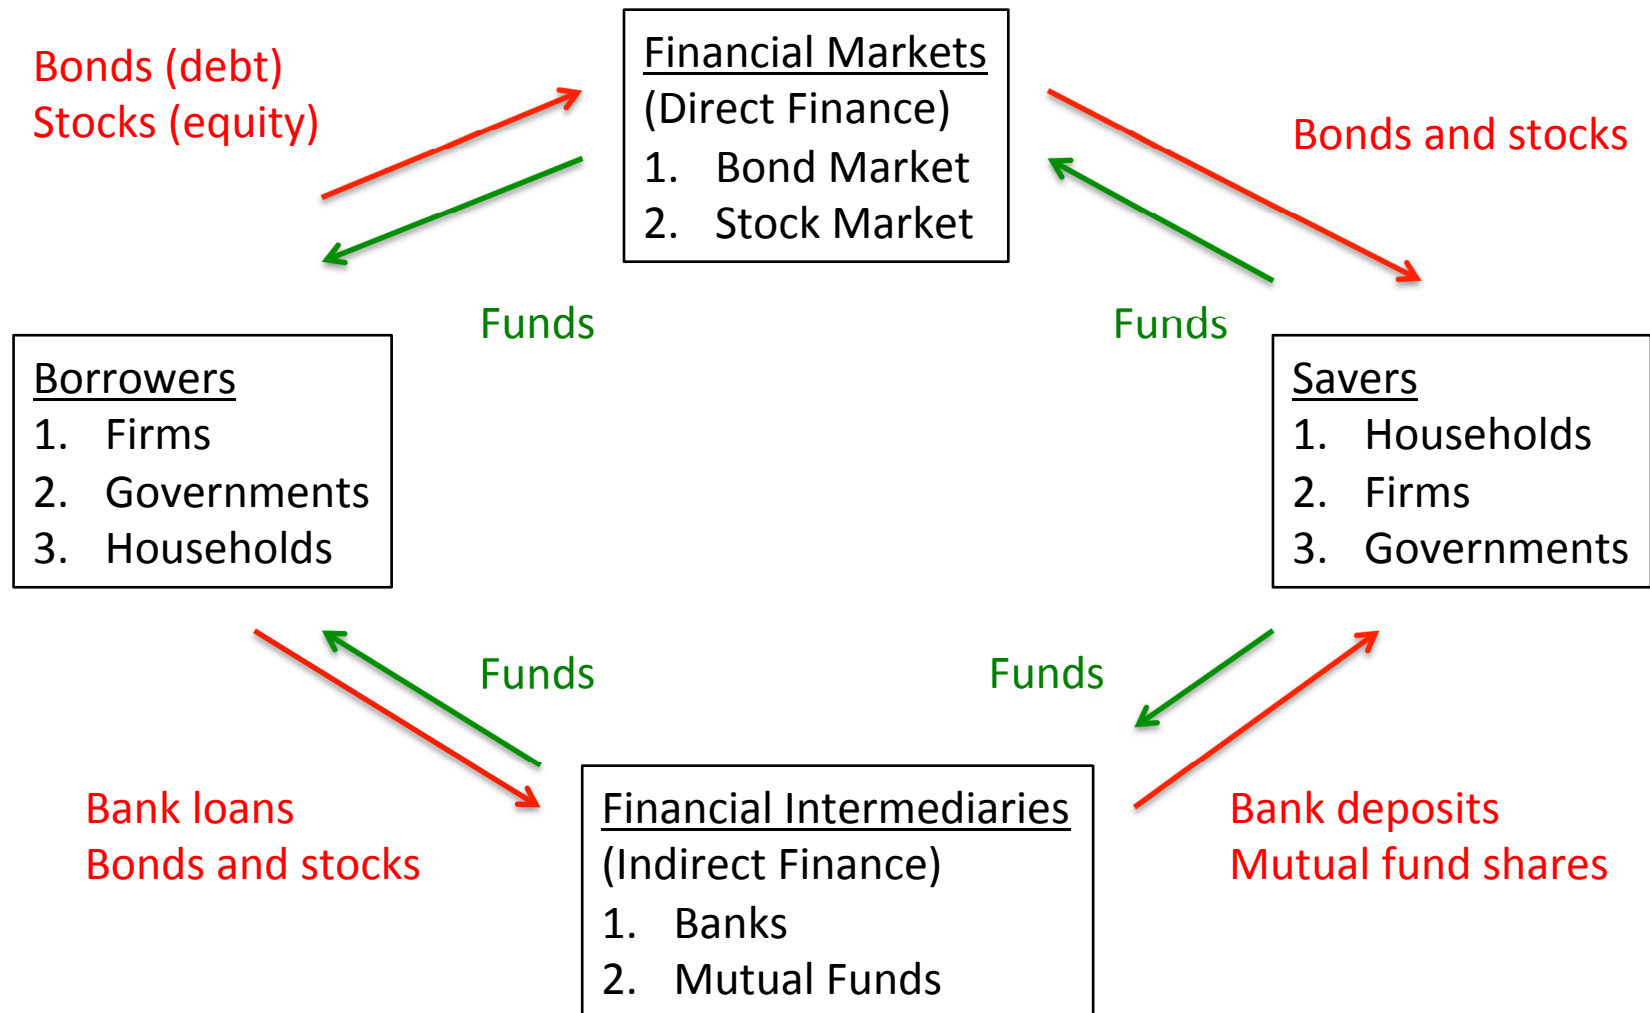 Bonds (debt)
Stocks (equity)
Financial Markets
(Direct Finance)
1. Bond Market
2. Stock Market
Bonds and stocks
Funds
Funds
Borrowers
1. Firms
2. Governments
3. Households
Savers
1. Households
2. Firms
3. Governments
Funds
Funds
Bank loans
Bonds and stocks
Financial Intermediaries
(Indirect Finance)
1. Banks
2. Mutual Funds
Bank deposits
Mutual fund shares